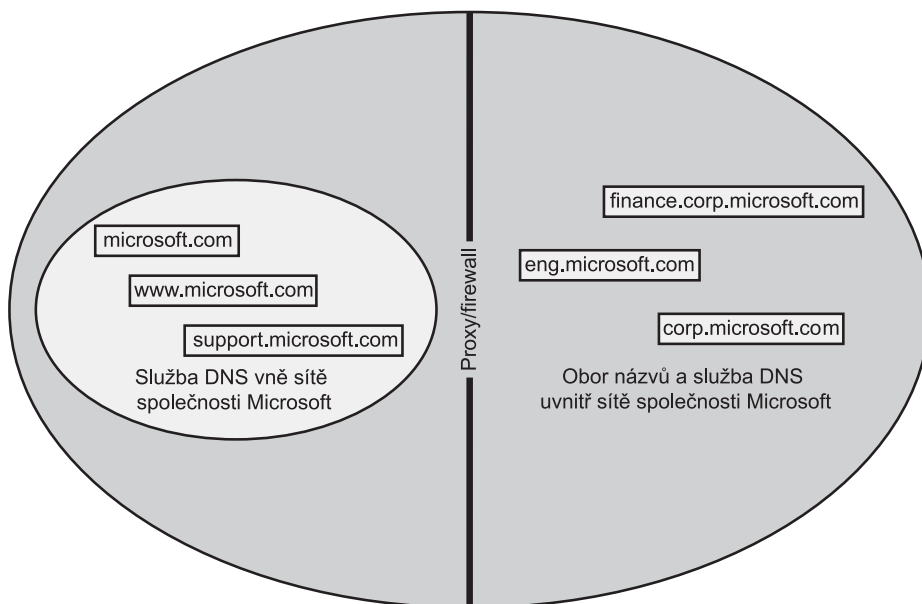 microsoft.com
www.microsoft.com
support.microsoft.com
Služba DNS vně sítě
společnosti Microsoft
Proxy/firewall
finance.corp.microsoft.com
eng.microsoft.com
corp.microsoft.com
Obor názvů a služba DNS
uvnitř sítě společnosti Microsoft